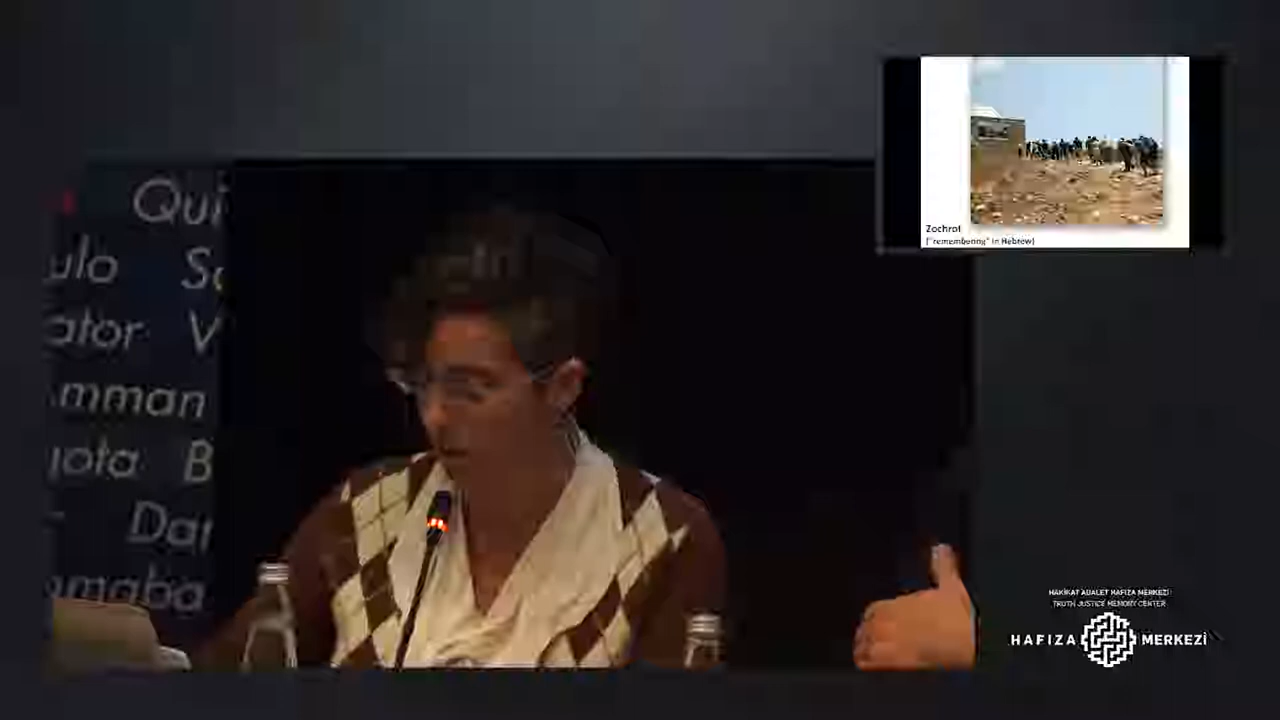 Qui
ulo Sa
ator V
mman
ota B
Dar
amaba
Zochrot
("remembering" in Hebrew)
HAKİKAT ADALET HAFIZA MERKEZİ
TRUTH JUSTICE MEMORY CENTER
HAFIZA MERKEZİ